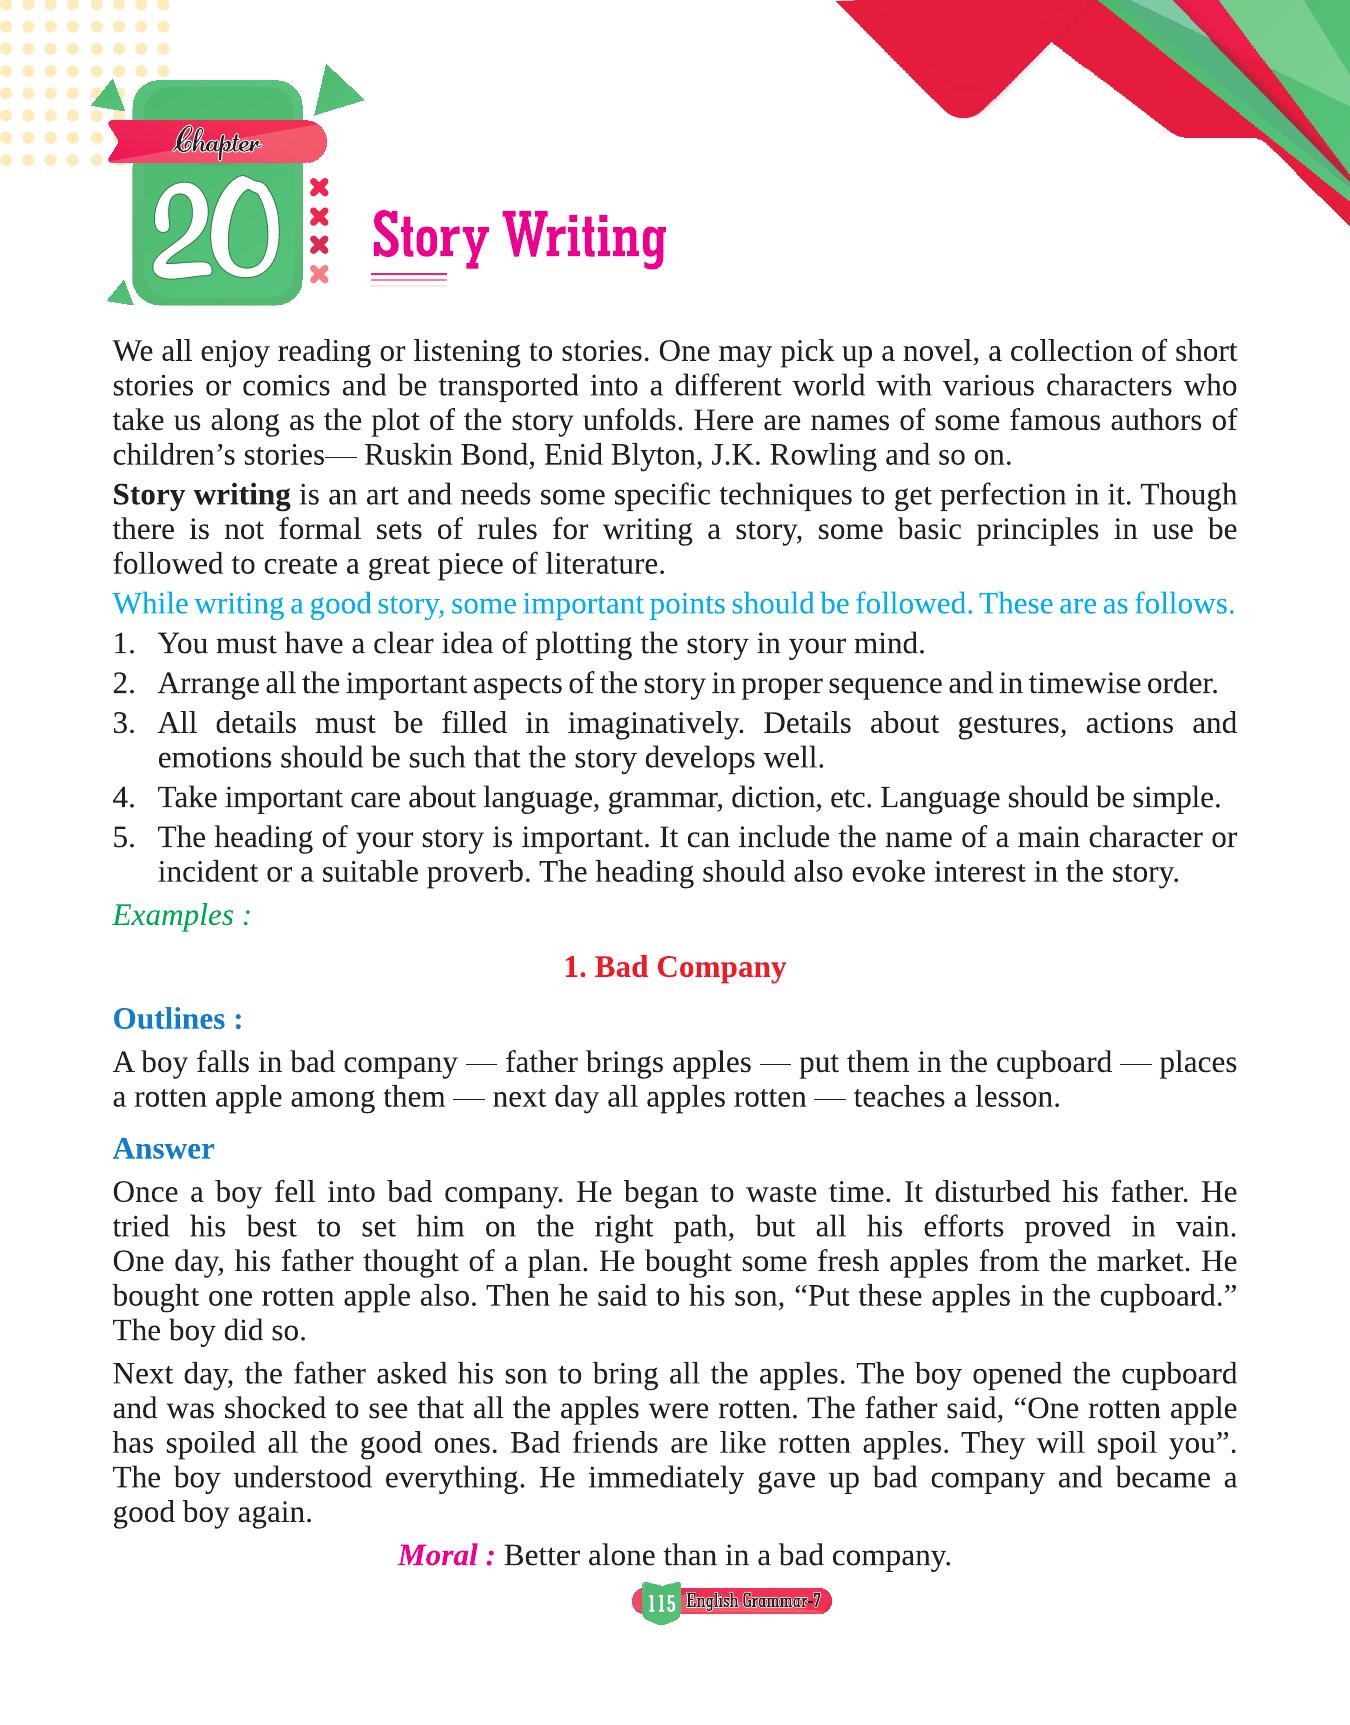 Chapter
20
Story Writing
We all enjoy reading or listening to stories. One may pick up a novel, a collection of short
stories or comics and be transported into a different world with various characters who
take us along as the plot of the story unfolds. Here are names of some famous authors of
children’s stories— Ruskin Bond, Enid Blyton, J.K. Rowling and so on.
Story writing is an art and needs some specific techniques to get perfection in it. Though
there is not formal sets of rules for writing a story, some basic principles in use be
followed to create a great piece of literature.
While writing a good story, some important points should be followed. These are as follows.
1. You must have a clear idea of plotting the story in your mind.
2. Arrange all the important aspects of the story in proper sequence and in timewise order.
3. All details must be filled in imaginatively. Details about gestures, actions and
emotions should be such that the story develops well.
4. Take important care about language, grammar, diction, etc. Language should be simple.
5. The heading of your story is important. It can include the name of a main character or
incident or a suitable proverb. The heading should also evoke interest in the story.
Examples :
1. Bad Company
Outlines :
A boy falls in bad company — father brings apples — put them in the cupboard — places
a rotten apple among them — next day all apples rotten — teaches a lesson.
Answer
Once a boy fell into bad company. He began to waste time. It disturbed his father. He
tried his best to set him on the right path, but all his efforts proved in vain.
One day, his father thought of a plan. He bought some fresh apples from the market. He
bought one rotten apple also. Then he said to his son, “Put these apples in the cupboard.”
The boy did so.
Next day, the father asked his son to bring all the apples. The boy opened the cupboard
and was shocked to see that all the apples were rotten. The father said, “One rotten apple
has spoiled all the good ones. Bad friends are like rotten apples. They will spoil you”.
The boy understood everything. He immediately gave up bad company and became a
good boy again.
Moral : Better alone than in a bad company.
115 English Grammar-7